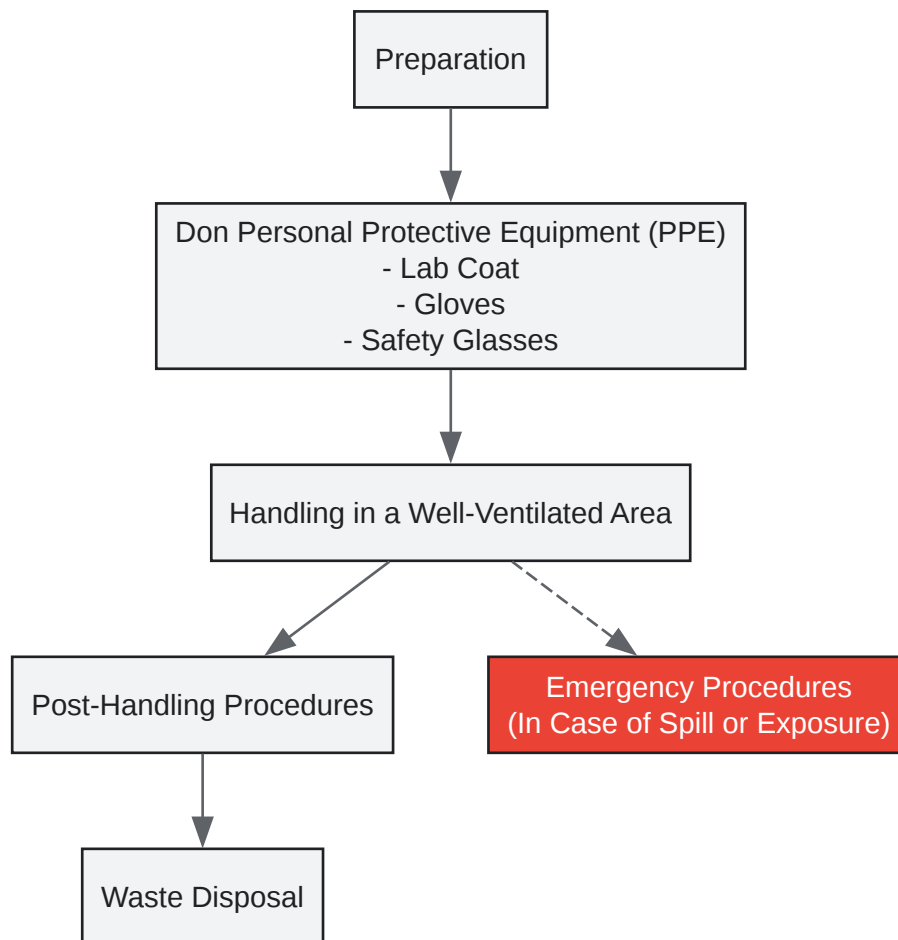 Preparation
Don Personal Protective Equipment (PPE)
- Lab Coat
- Gloves
- Safety Glasses
Handling in a Well-Ventilated Area
Post-Handling Procedures
Emergency Procedures
(In Case of Spill or Exposure)
Waste Disposal